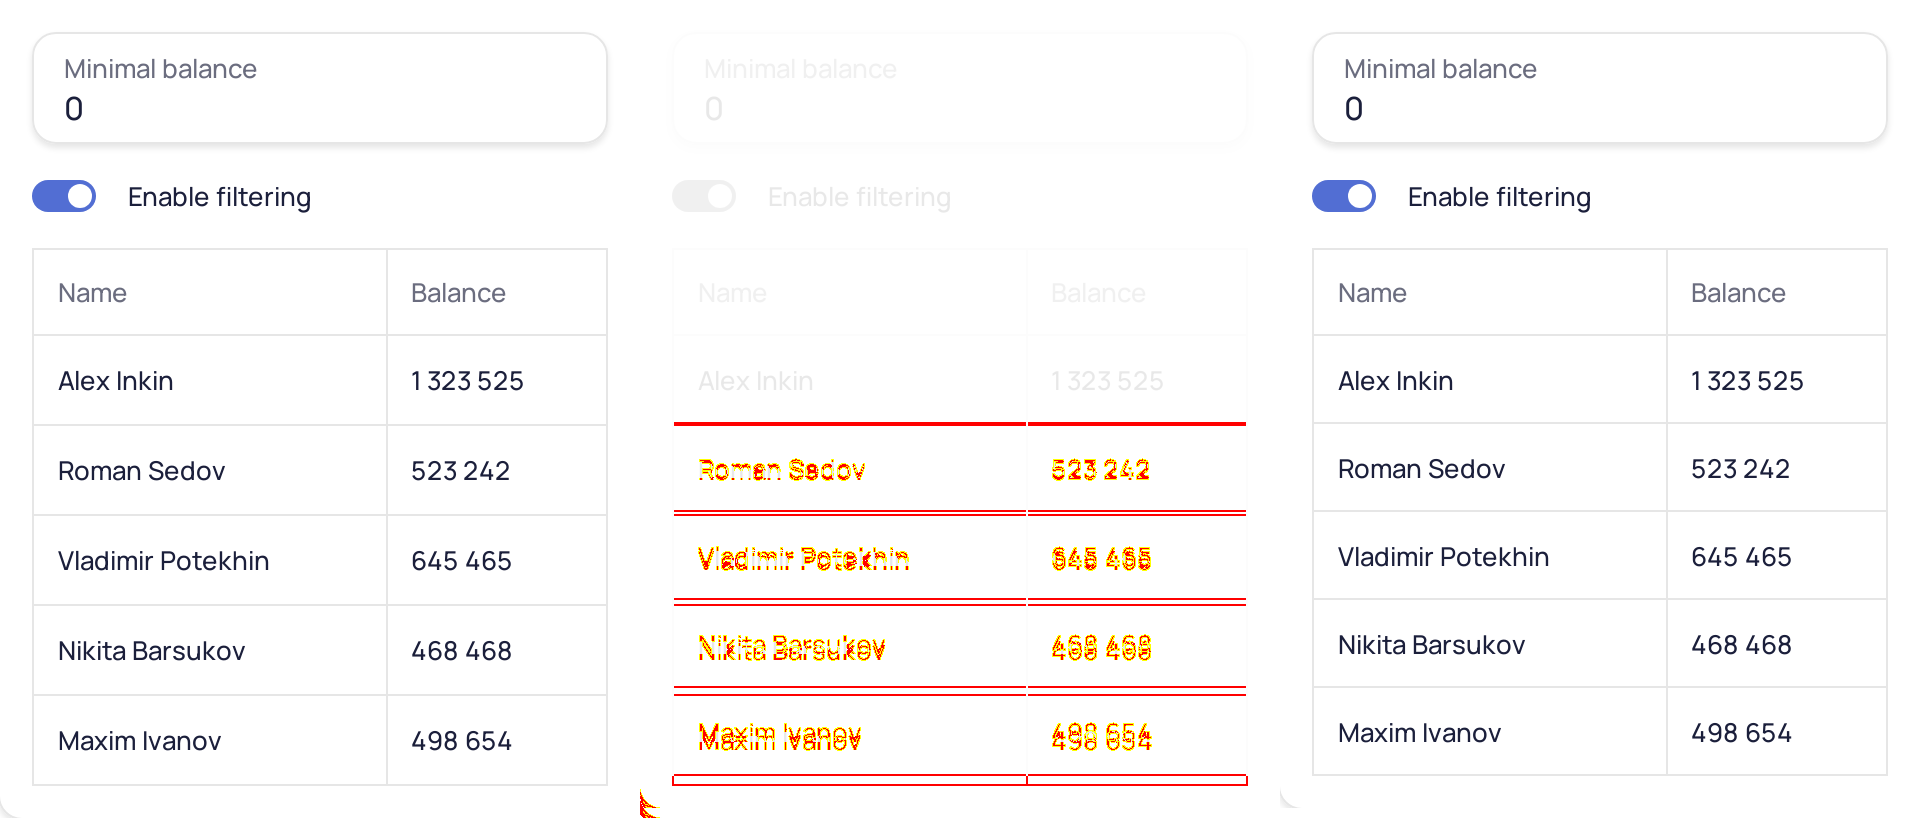 Minimal balance
0
Enable filtering
Name Balance
Alex Inkin 1 323 525
Roman Sedov 523 242
Vladimir Potekhin 645 465
Nikita Barsukov 468 468
Maxim Ivanov 498 654
Minimal balance
0
Enable filtering
Name Balance
Alex Inkin 1 323 525
Roman Sedov 523 242
Vladimir Potekhin 645 465
Nikita Barsukov 468 468
Maxim Ivanov 498 654
Minimal balance
0
Enable filtering
Name Balance
Alex Inkin 1 323 525
Roman Sedov 523 242
Vladimir Potekhin 645 465
Nikita Barsukov 468 468
Maxim Ivanov 498 654